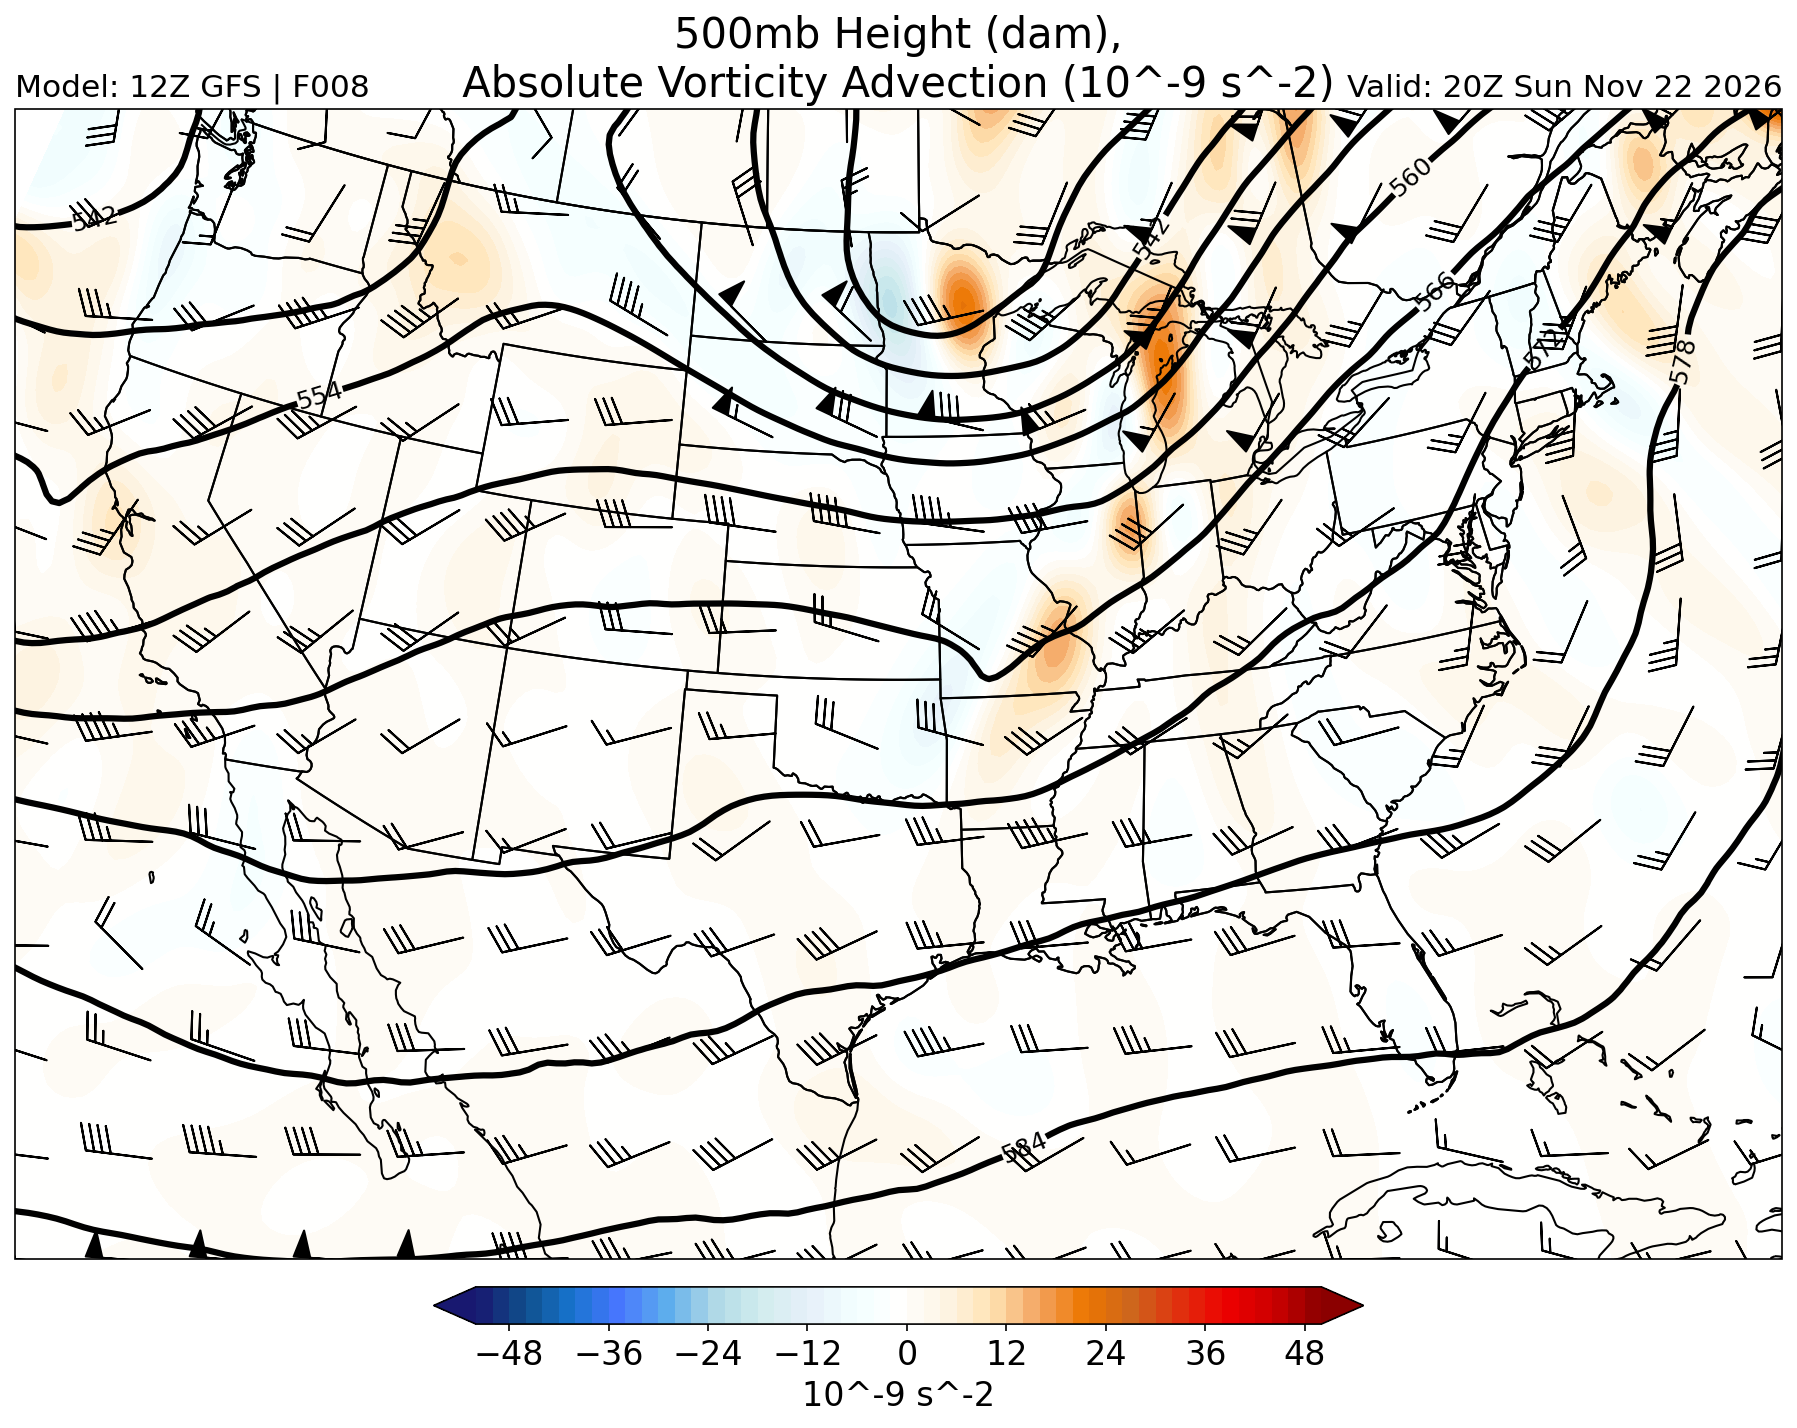 500mb Height (dam),
Model: 12Z GFS | F008
Absolute Vorticity Advection (10^-9 s^-2)
Valid: 20Z Sun Nov 22 2026
542
542
560
566
554
578
584
−48 −36 −24 −12 0 12 24 36 48
10^-9 s^-2